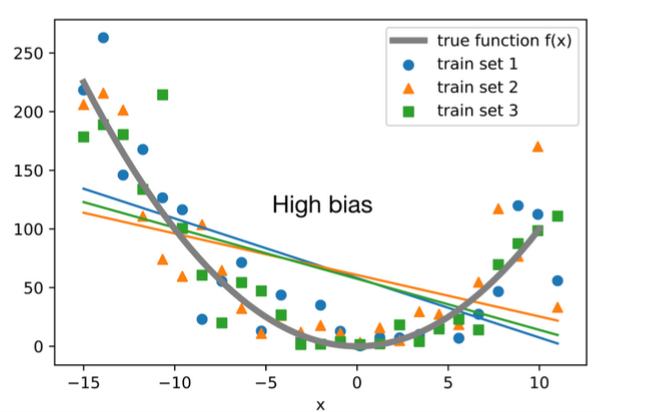 true function f(x)
train set 1
train set 2
train set 3
High bias
250
200
150
100
50
0
−15 −10 −5 0 5 10
x